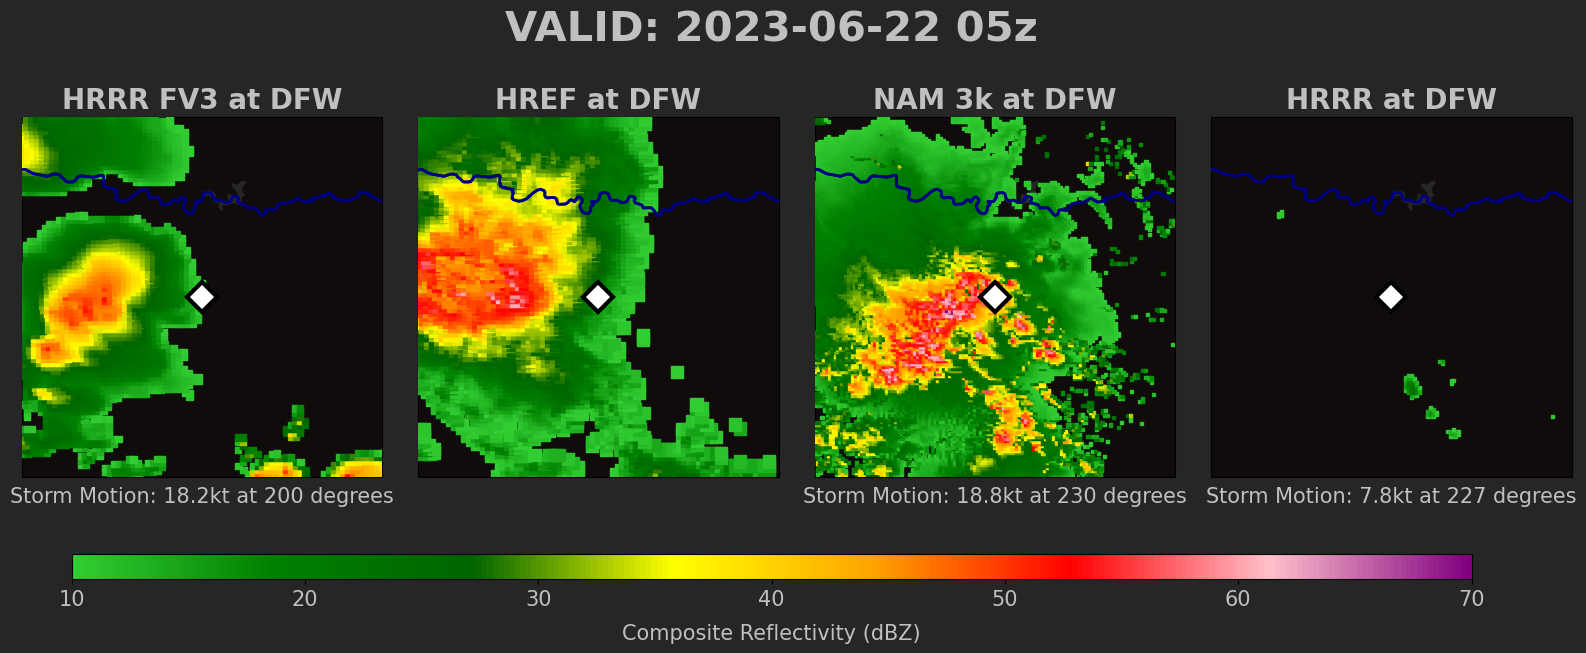 VALID: 2023-06-22 05z
HRRR FV3 at DFW
HREF at DFW
NAM 3k at DFW
HRRR at DFW
Storm Motion: 18.2kt at 200 degrees
Storm Motion: 18.8kt at 230 degrees
Storm Motion: 7.8kt at 227 degrees
10 20 30 40 50 60 70
Composite Reflectivity (dBZ)